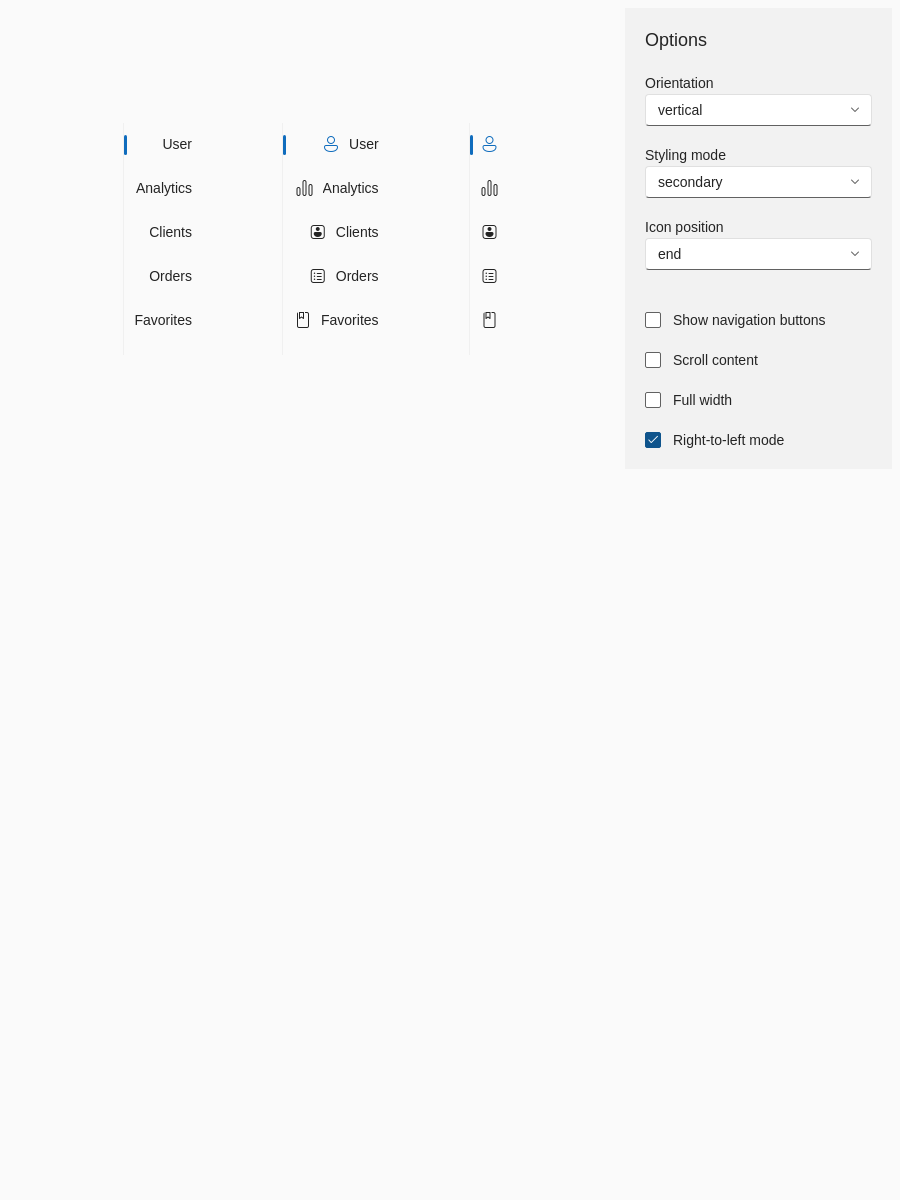 User
Analytics
Clients
Orders
Favorites
User
Analytics
Clients
Orders
Favorites
Options
Orientation
vertical
Styling mode
secondary
Icon position
end
Show navigation buttons
Scroll content
Full width
Right-to-left mode